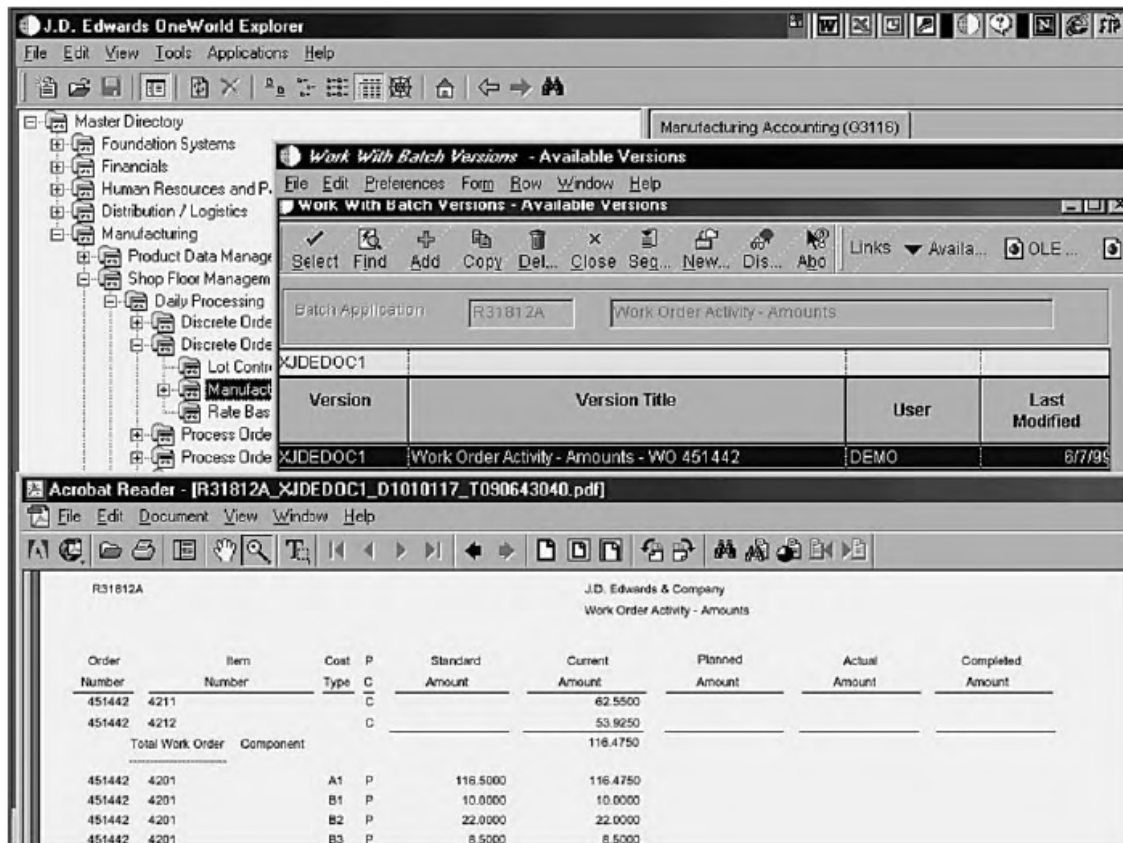 J.D. Edwards OneWorld Explorer
File Edit View Tools Applications Help
Master Directory
Foundation Systems
Financials
Human Resources and P
Distribution / Logistics
Manufacturing
Product Data Manage
Shop Floor Managem
Daily Processing
Discrete Orde
Discrete Orde
Lot Contr
Manufact
Rate Bas
Process Orde
Process Orde
Manufacturing Accounting (G3116)
Work With Batch Versions - Available Versions
File Edit Preferences Form Row Window Help
Work With Batch Versions - Available Versions
Select Find Add Copy Del... Close Seq... New... Dis... Abo Links Availa... OLE ...
Batch Application R31812A Work Order Activity - Amounts
XJDEDOC1
Version Version Title User Last Modified
XJDEDOC1 Work Order Activity - Amounts - WO 451442 DEMO 6/7/99
Acrobat Reader - [R31812A_XJDEDOC1_D1010117_T090643040.pdf]
File Edit Document View Window Help
R31812A J.D. Edwards & Company
Work Order Activity - Amounts
Order Item Cost P Standard Current Planned Actual Completed
Number Number Type C Amount Amount Amount Amount Amount
451442 4211 C 62.5500
451442 4212 C 53.9250
Total Work Order Component 116.4750
451442 4201 A1 P 116.5000 116.4750
451442 4201 B1 P 10.0000 10.0000
451442 4201 B2 P 22.0000 22.0000
451442 4201 B3 P 8.5000 8.5000